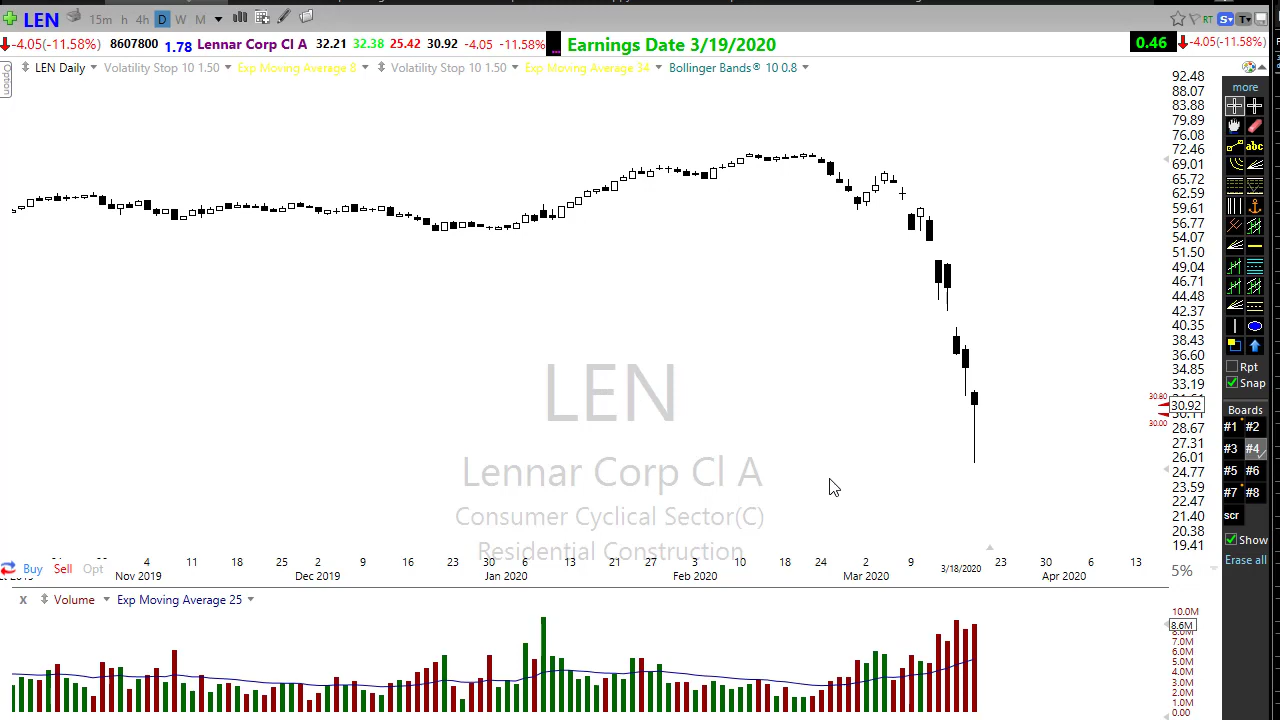 LEN 15m h 4h D W M RT S T
-4.05(-11.58%) 8607800 1.78 Lennar Corp Cl A 32.21 32.38 25.42 30.92 -4.05 -11.58% Earnings Date 3/19/2020 0.46 -4.05(-11.58%)
Option
LEN Daily Volatility Stop 10 1.50 Exp Moving Average 8 Volatility Stop 10 1.50 Exp Moving Average 34 Bollinger Bands® 10 0.8
92.48
88.07
83.88
79.89
76.08
72.46
69.01
65.72
62.59
59.61
56.77
54.07
51.50
49.04
46.71
44.48
42.37
40.35
38.43
36.60
34.85
33.19
30.80
30.92
30.00
28.67
27.31
26.01
24.77
23.59
22.47
21.40
20.38
19.41
5%
more
abc
Rpt
Snap
Boards
#1 #2
#3 #4
#5 #6
#7 #8
scr
Show
Erase all
LEN
Lennar Corp Cl A
Consumer Cyclical Sector(C)
Residential Construction
Buy Sell Opt
4 11 18 25 2 9 16 23 30 13 21 27 3 10 24 2 9 23 30 6 13
Nov 2019 Dec 2019 Jan 2020 Feb 2020 Mar 2020 3/18/2020 Apr 2020
X Volume Exp Moving Average 25
10.0M
8.6M
7.0M
6.0M
5.0M
4.0M
3.0M
2.0M
1.0M
0.00